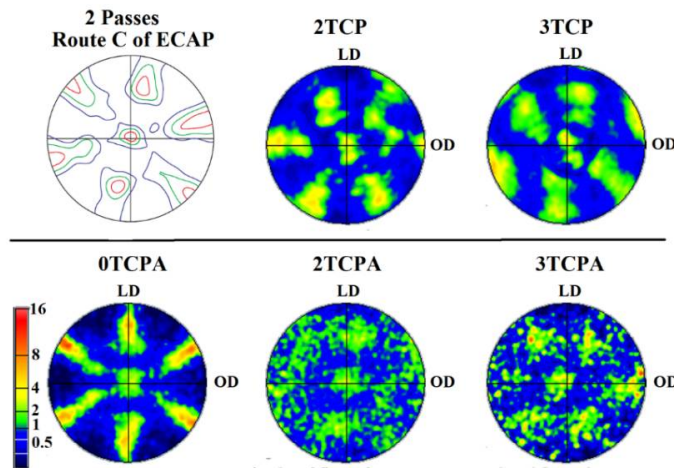 2 Passes
Route C of ECAP
2TCP
3TCP
LD
LD
OD
OD
0TCPA
2TCPA
3TCPA
LD
LD
LD
16
8
4
2
1
0.5
OD
OD
OD